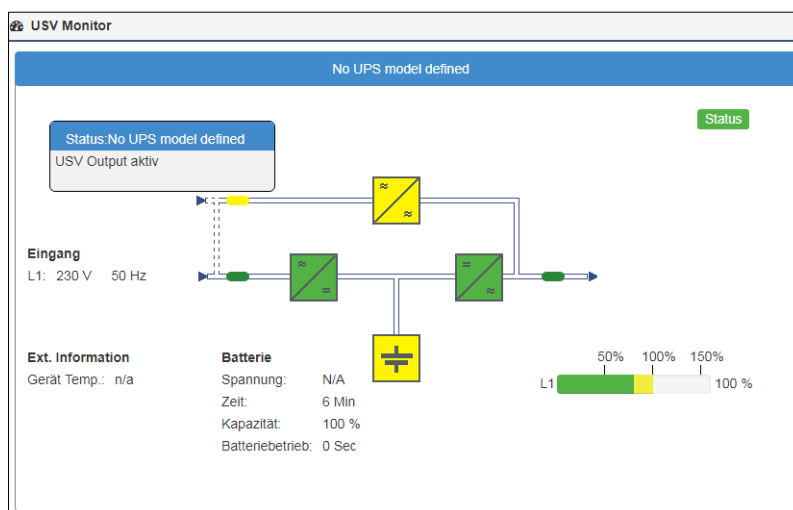 USV Monitor
No UPS model defined
Status
Status:No UPS model defined
USV Output aktiv
Eingang
L1: 230 V 50 Hz
Ext. Information
Gerät Temp.: n/a
Batterie
Spannung: N/A
Zeit: 6 Min
Kapazität: 100 %
Batteriebetrieb: 0 Sec
50% 100% 150%
L1 100 %